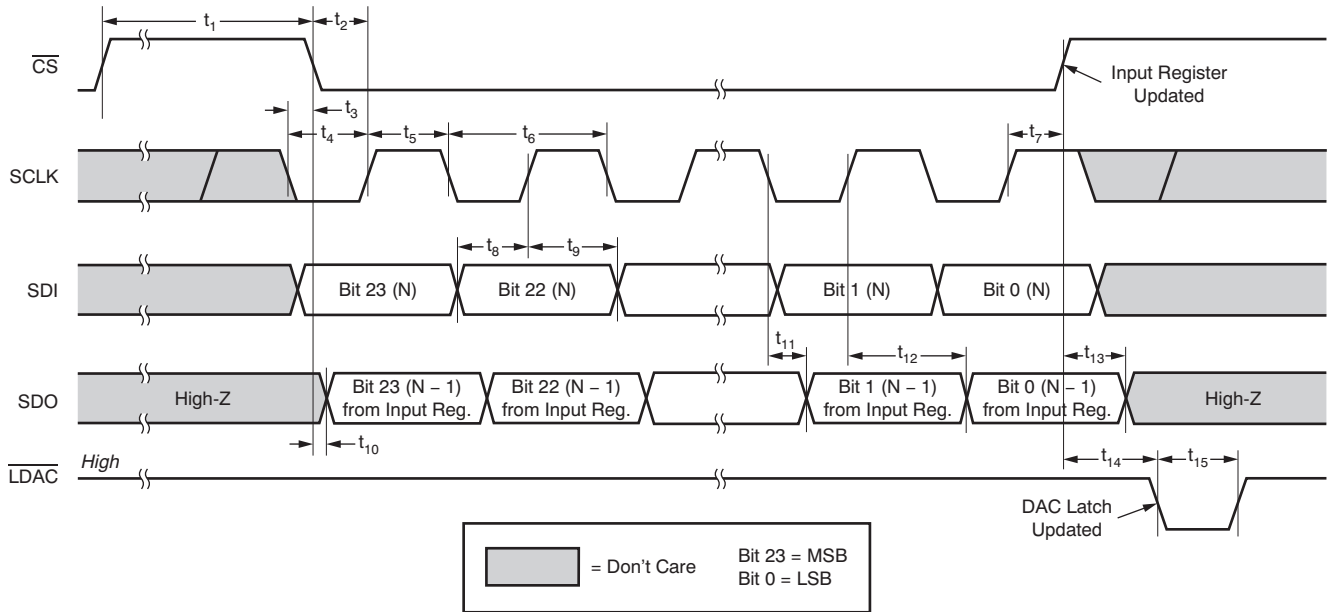 t1
t2
CS
Input Register
Updated
t3
t4
t5
t6
t7
SCLK
t8
t9
SDI
Bit 23 (N)
Bit 22 (N)
Bit 1 (N)
Bit 0 (N)
t11
t12
t13
SDO
High-Z
Bit 23 (N – 1)
from Input Reg.
Bit 22 (N – 1)
from Input Reg.
Bit 1 (N – 1)
from Input Reg.
Bit 0 (N – 1)
from Input Reg.
High-Z
t10
High
LDAC
t14
t15
DAC Latch
Updated
= Don't Care
Bit 23 = MSB
Bit 0 = LSB